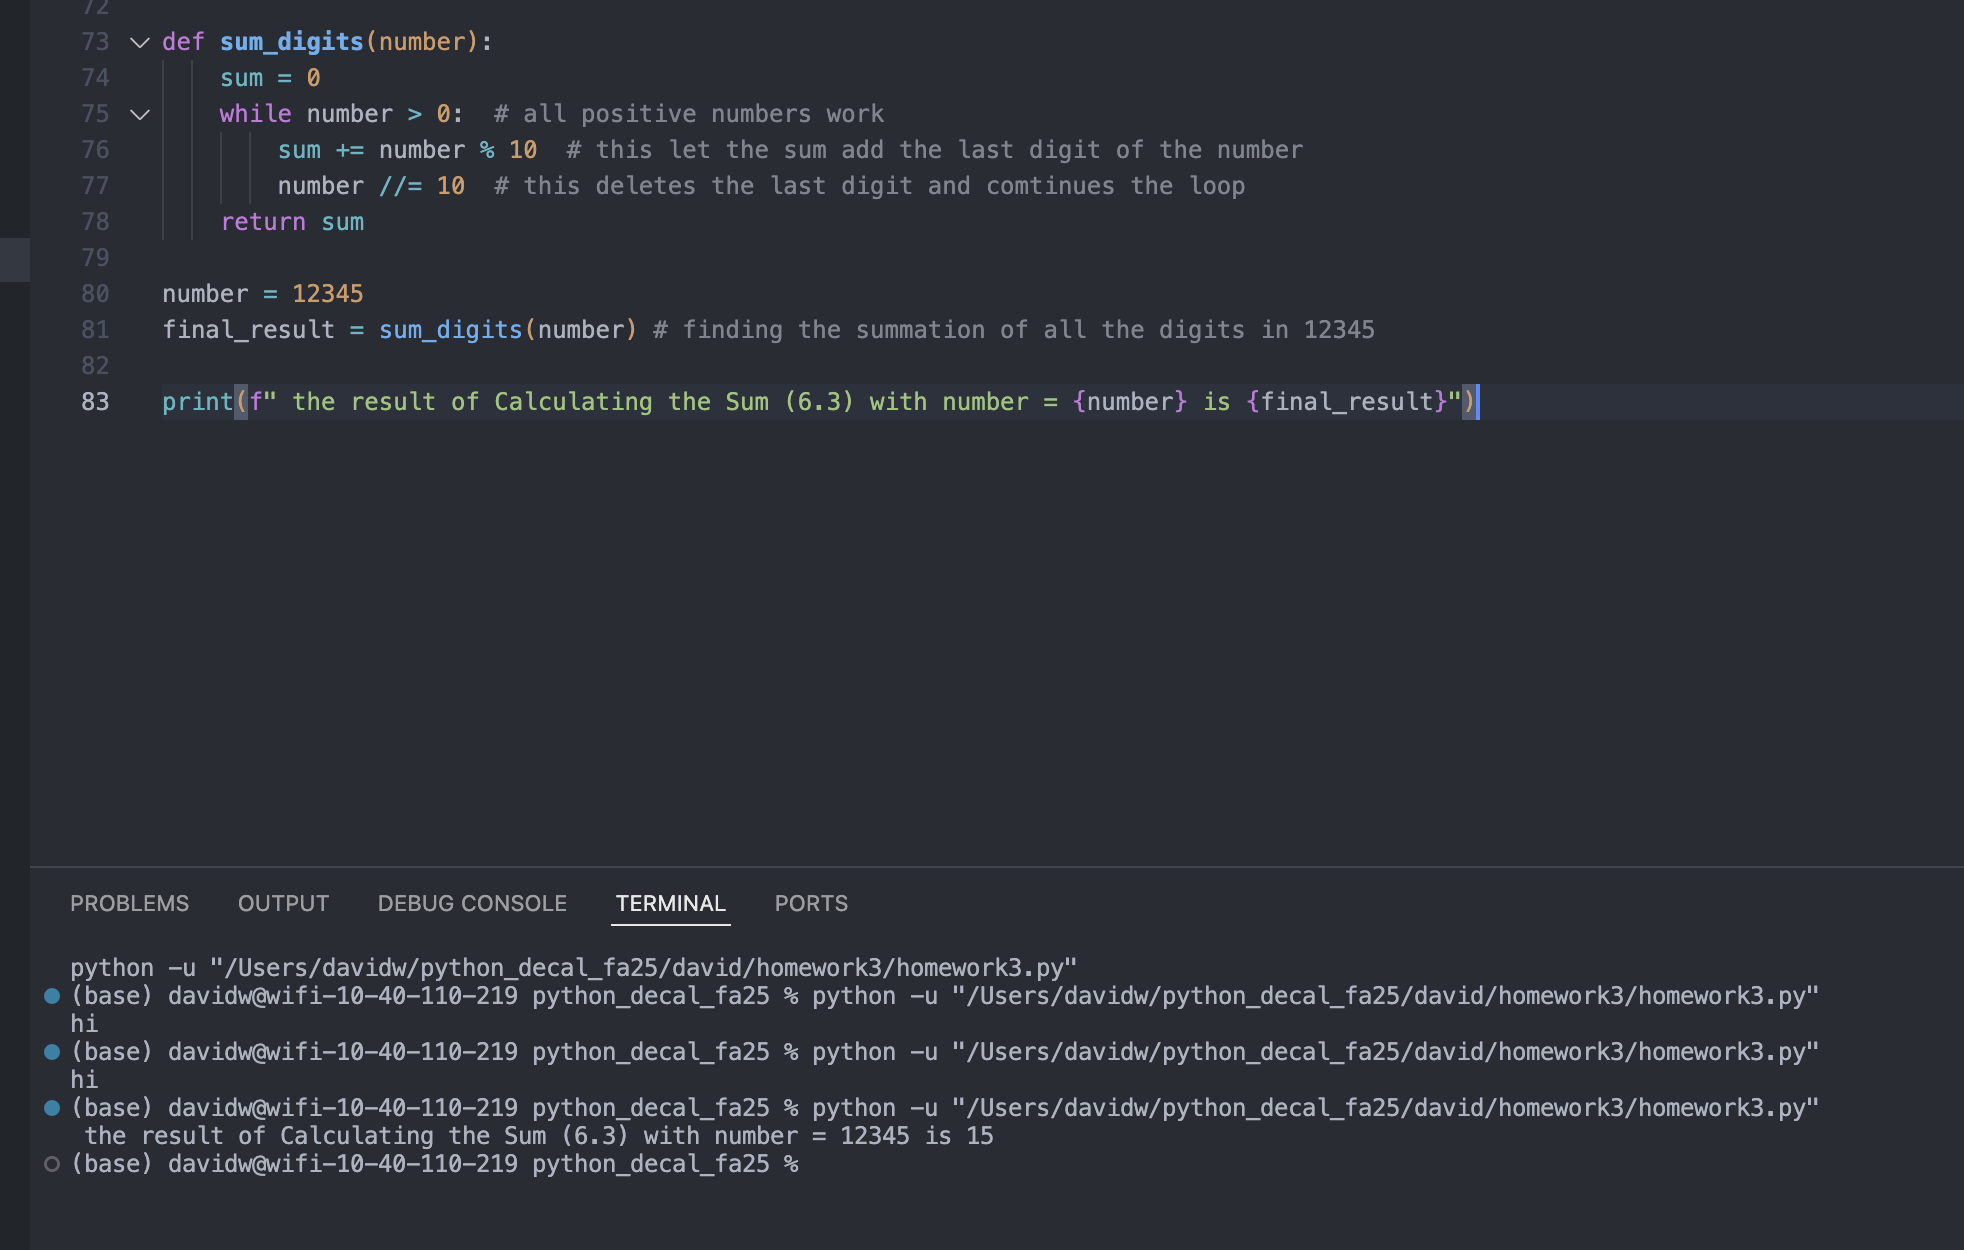 72
73 def sum_digits(number):
74 sum = 0
75 while number > 0:  # all positive numbers work
76 sum += number % 10  # this let the sum add the last digit of the number
77 number //= 10  # this deletes the last digit and comtinues the loop
78 return sum
79
80 number = 12345
81 final_result = sum_digits(number) # finding the summation of all the digits in 12345
82
83 print(f" the result of Calculating the Sum (6.3) with number = {number} is {final_result}")
PROBLEMS OUTPUT DEBUG CONSOLE TERMINAL PORTS
python -u "/Users/davidw/python_decal_fa25/david/homework3/homework3.py"
(base) davidw@wifi-10-40-110-219 python_decal_fa25 % python -u "/Users/davidw/python_decal_fa25/david/homework3/homework3.py"
hi
(base) davidw@wifi-10-40-110-219 python_decal_fa25 % python -u "/Users/davidw/python_decal_fa25/david/homework3/homework3.py"
hi
(base) davidw@wifi-10-40-110-219 python_decal_fa25 % python -u "/Users/davidw/python_decal_fa25/david/homework3/homework3.py"
the result of Calculating the Sum (6.3) with number = 12345 is 15
(base) davidw@wifi-10-40-110-219 python_decal_fa25 %